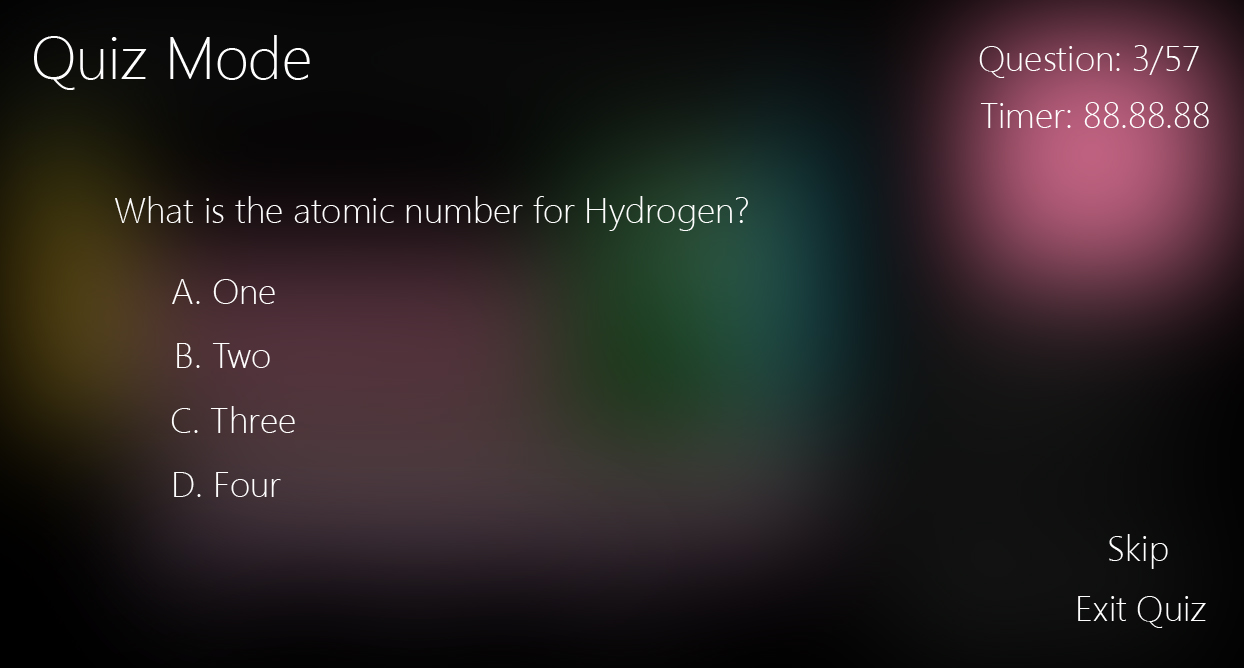 Quiz Mode
Question: 3/57
Timer: 88.88.88
What is the atomic number for Hydrogen?
A. One
B. Two
C. Three
D. Four
Skip
Exit Quiz